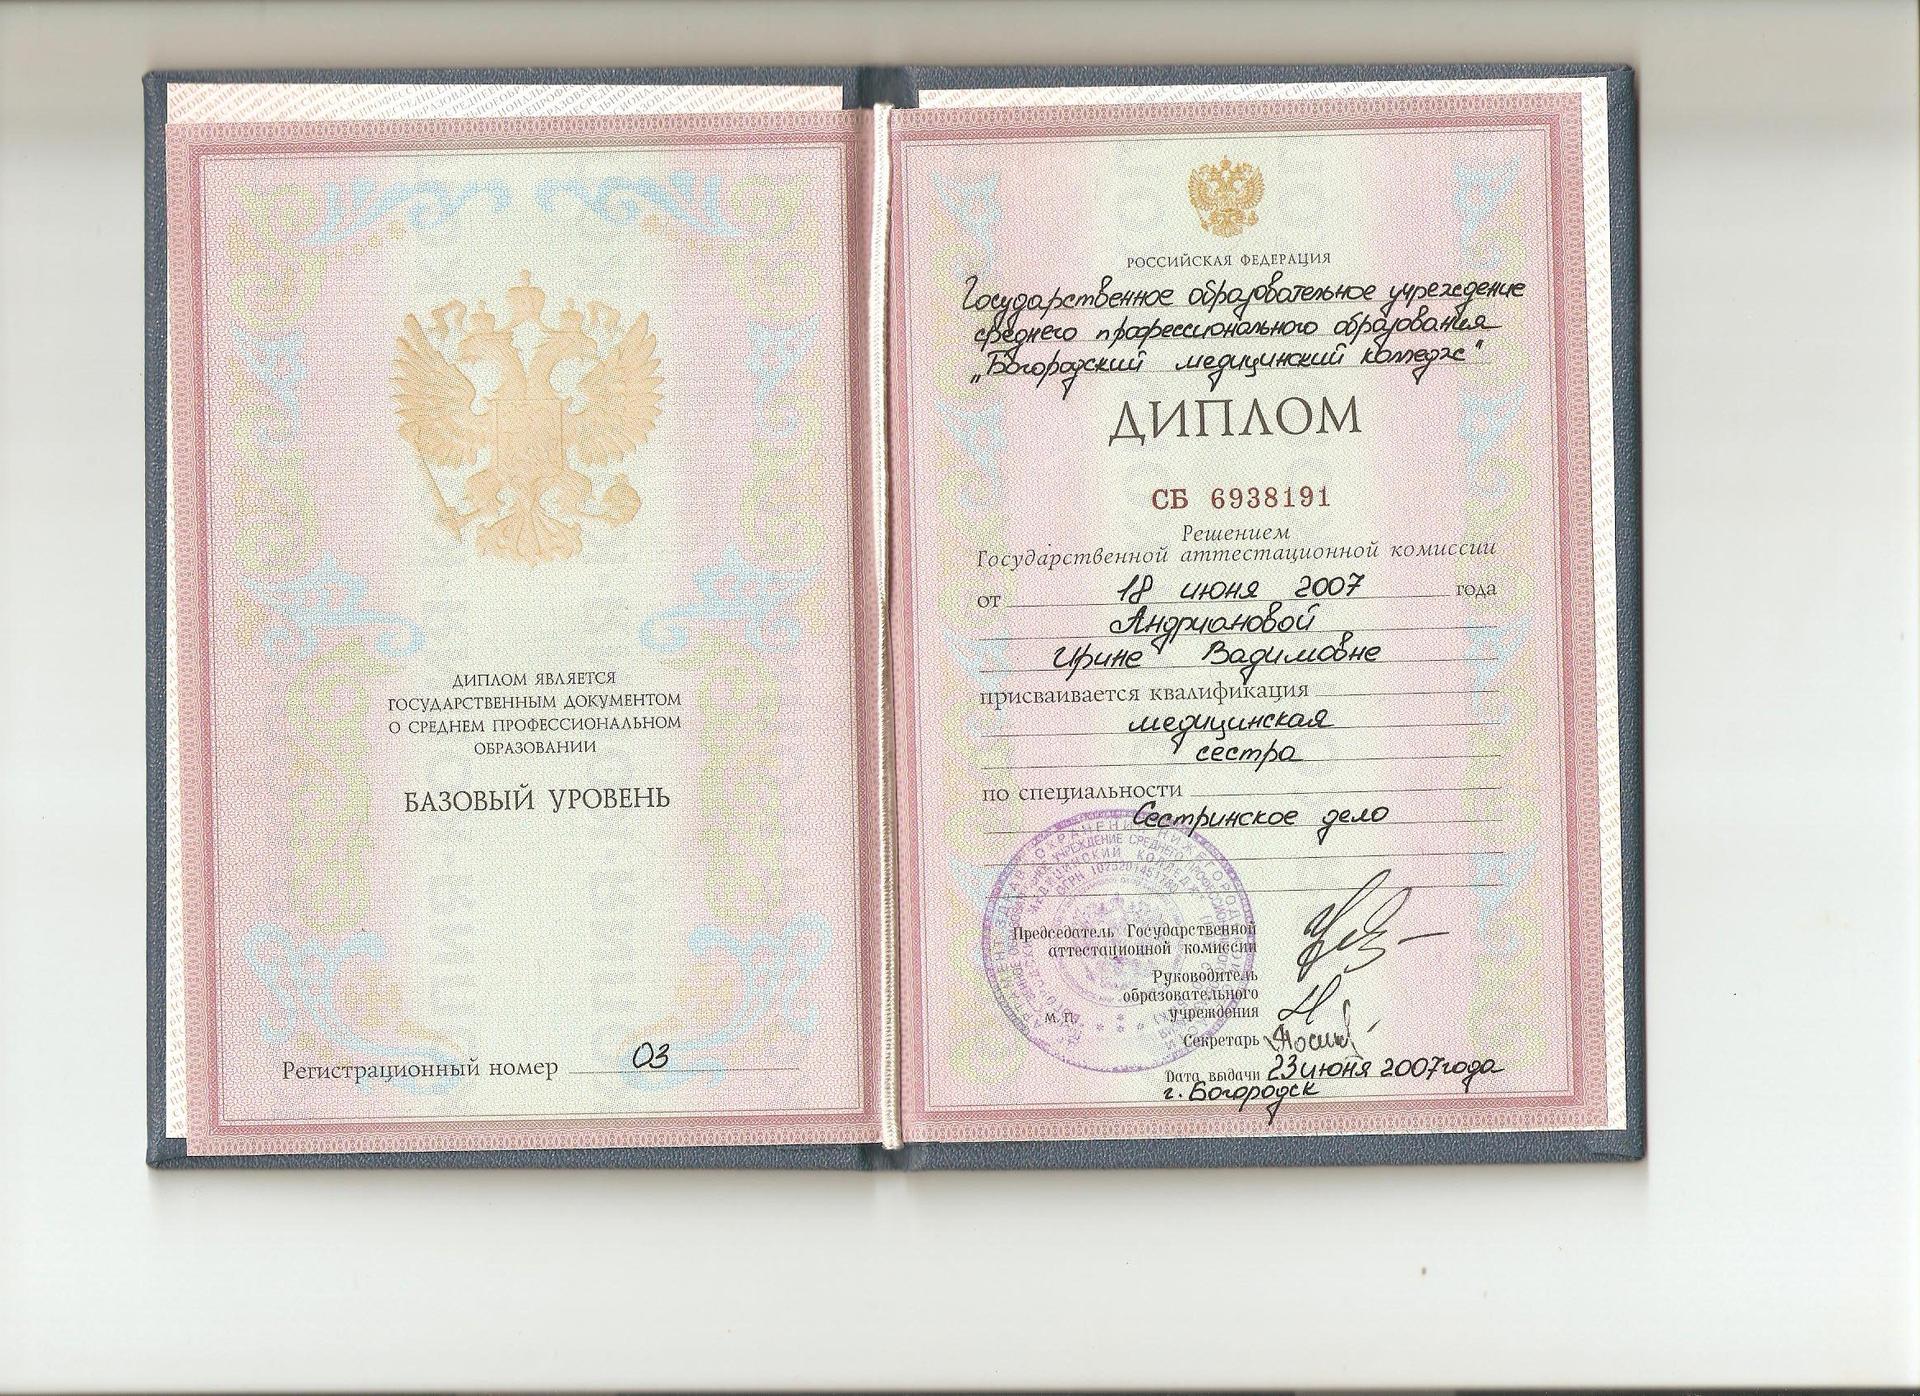 ДИПЛОМ ЯВЛЯЕТСЯ
ГОСУДАРСТВЕННЫМ ДОКУМЕНТОМ
О СРЕДНЕМ ПРОФЕССИОНАЛЬНОМ
ОБРАЗОВАНИИ
БАЗОВЫЙ УРОВЕНЬ
Регистрационный номер 03
РОССИЙСКАЯ ФЕДЕРАЦИЯ
Государственное образовательное учреждение
среднего профессионального образования
„Богородский медицинский колледж"
ДИПЛОМ
СБ 6938191
Решением
Государственной аттестационной комиссии
от 18 июня 2007 года
Андриановой
Ирине Вадимовне
присваивается квалификация
медицинская
сестра
по специальности
Сестринское дело
Председатель Государственной
аттестационной комиссии
Руководитель
образовательного
М.П. учреждения
Секретарь
Дата выдачи 23 июня 2007 года
г. Богородск